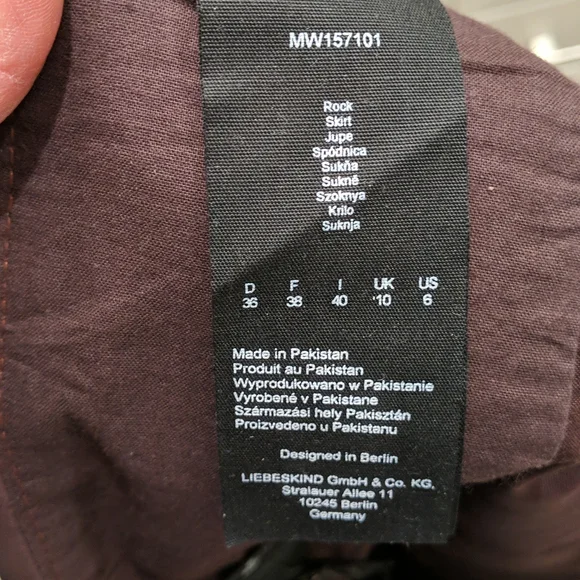 MW157101
Rock
Skirt
Jupe
Spódnica
Sukňa
Sukně
Szoknya
Krilo
Suknja
D F I UK US
36 38 40 '10 6
Made in Pakistan
Produit au Pakistan
Wyprodukowano w Pakistanie
Vyrobené v Pakistane
Származási hely Pakisztán
Proizvedeno u Pakistanu
Designed in Berlin
LIEBESKIND GmbH & Co. KG,
Stralauer Allee 11
10245 Berlin
Germany